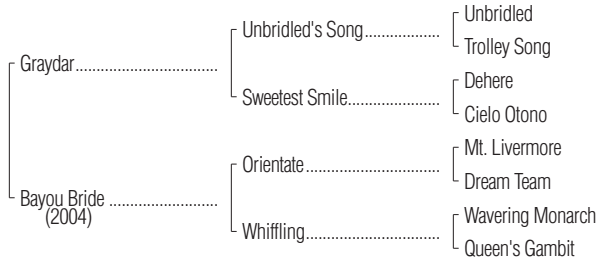 Unbridled
Unbridled's Song..................
Trolley Song
Graydar..................................
Dehere
Sweetest Smile......................
Cielo Otono
Mt. Livermore
Orientate................................
Dream Team
Bayou Bride ..........................
(2004)
Wavering Monarch
Whiffling................................
Queen's Gambit